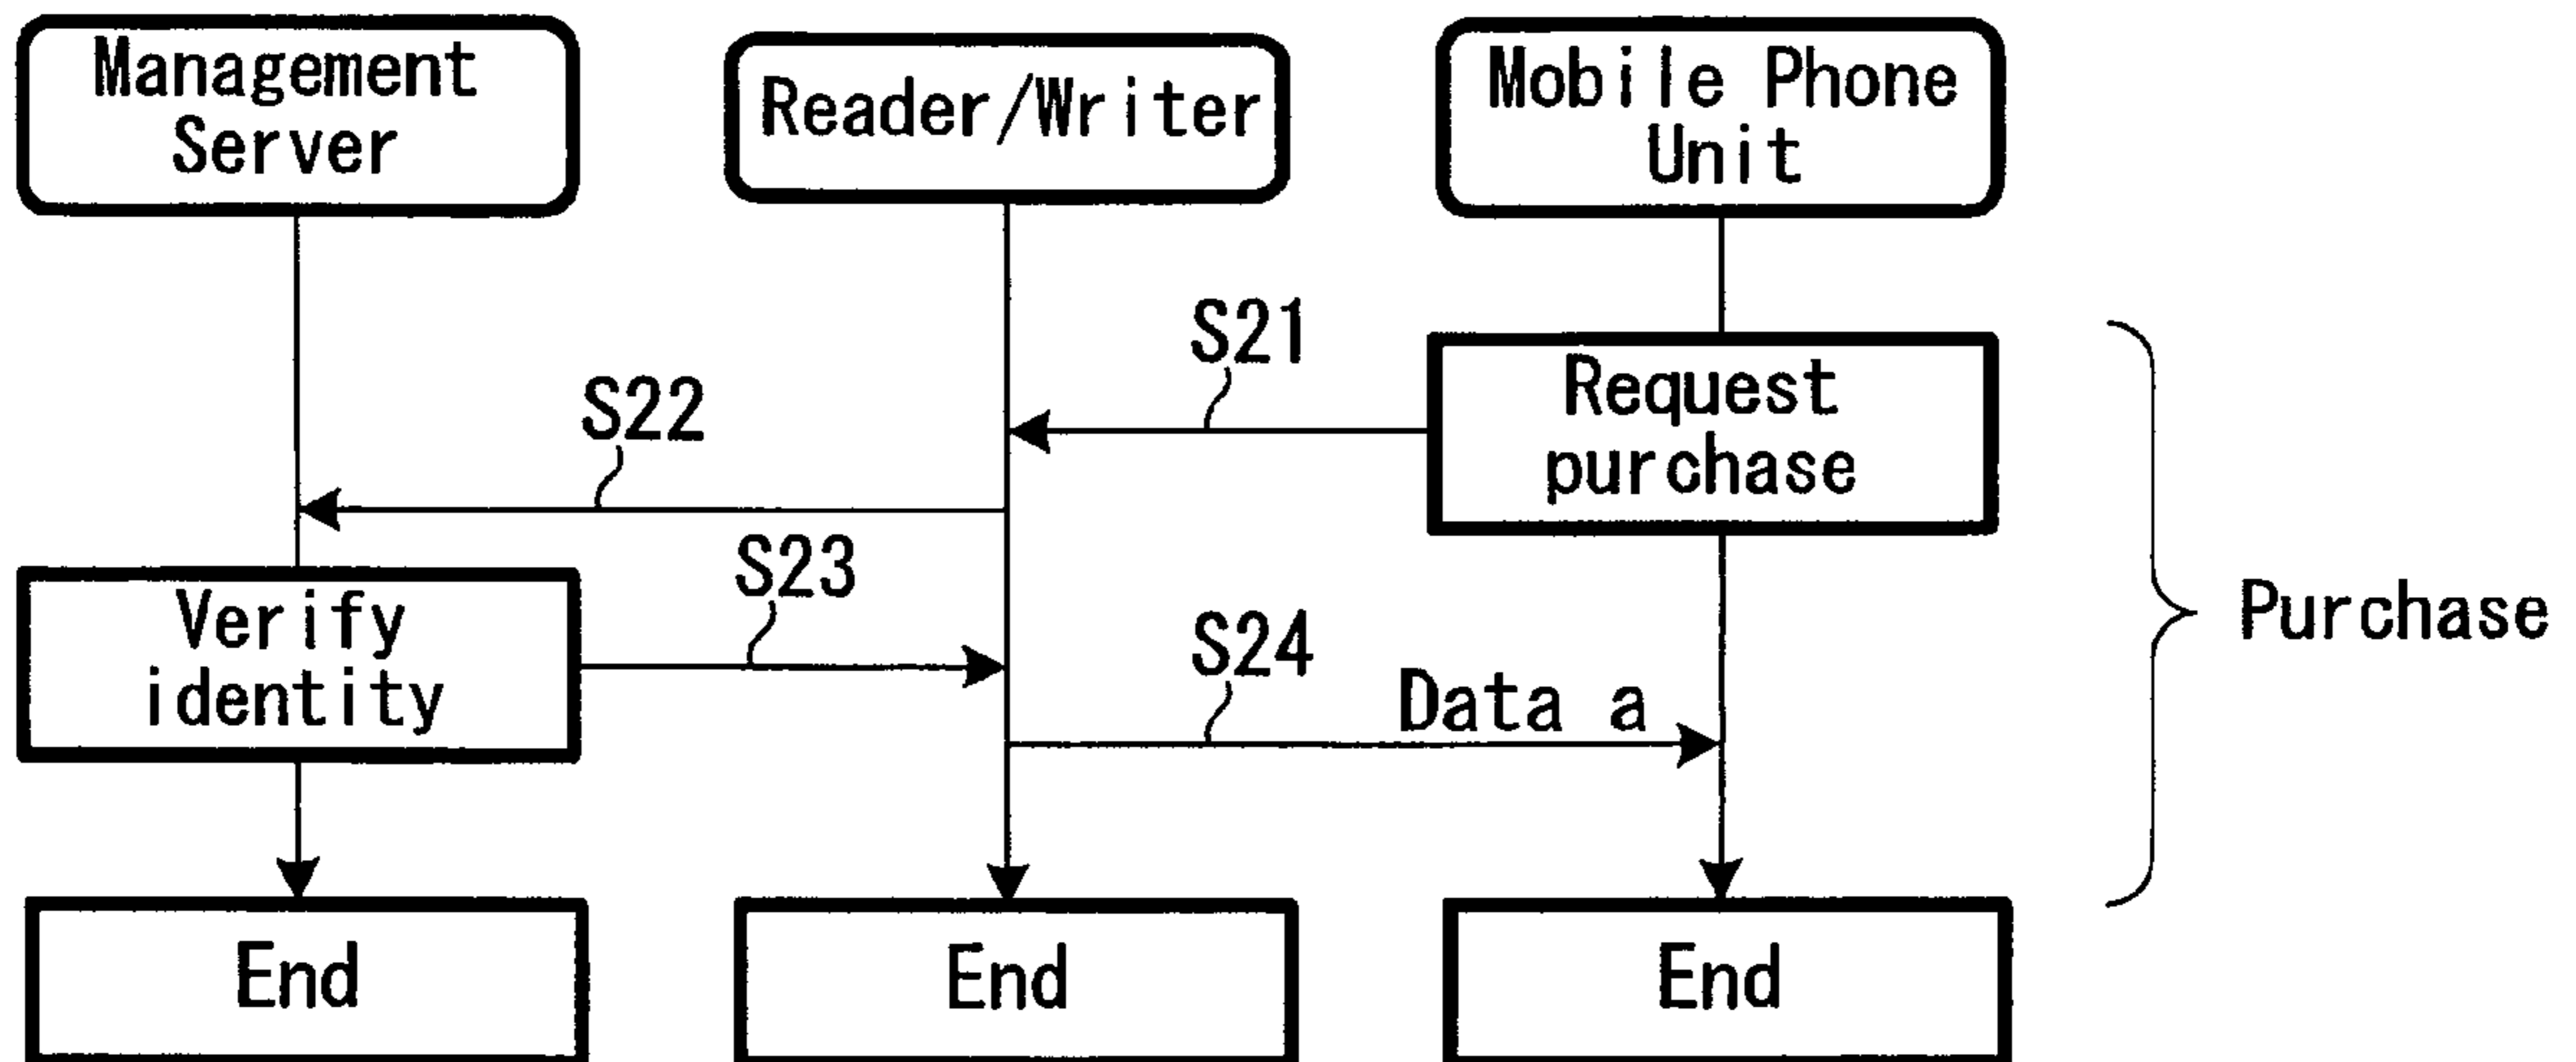 Management
Server
Reader/Writer
Mobile Phone
Unit
S21
Request
purchase
S22
S23
Verify
identity
S24
Data a
Purchase
End
End
End